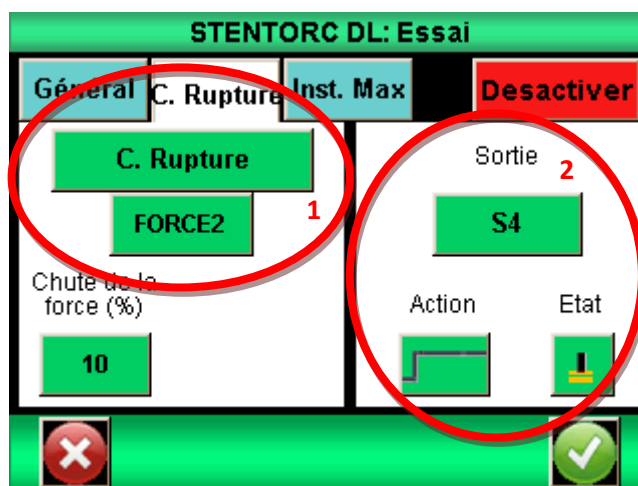 STENTORC DL: Essai
Général
C. Rupture
Inst. Max
Desactiver
C. Rupture
FORCE2
1
Chute de la
force (%)
10
Sortie
2
S4
Action
Etat